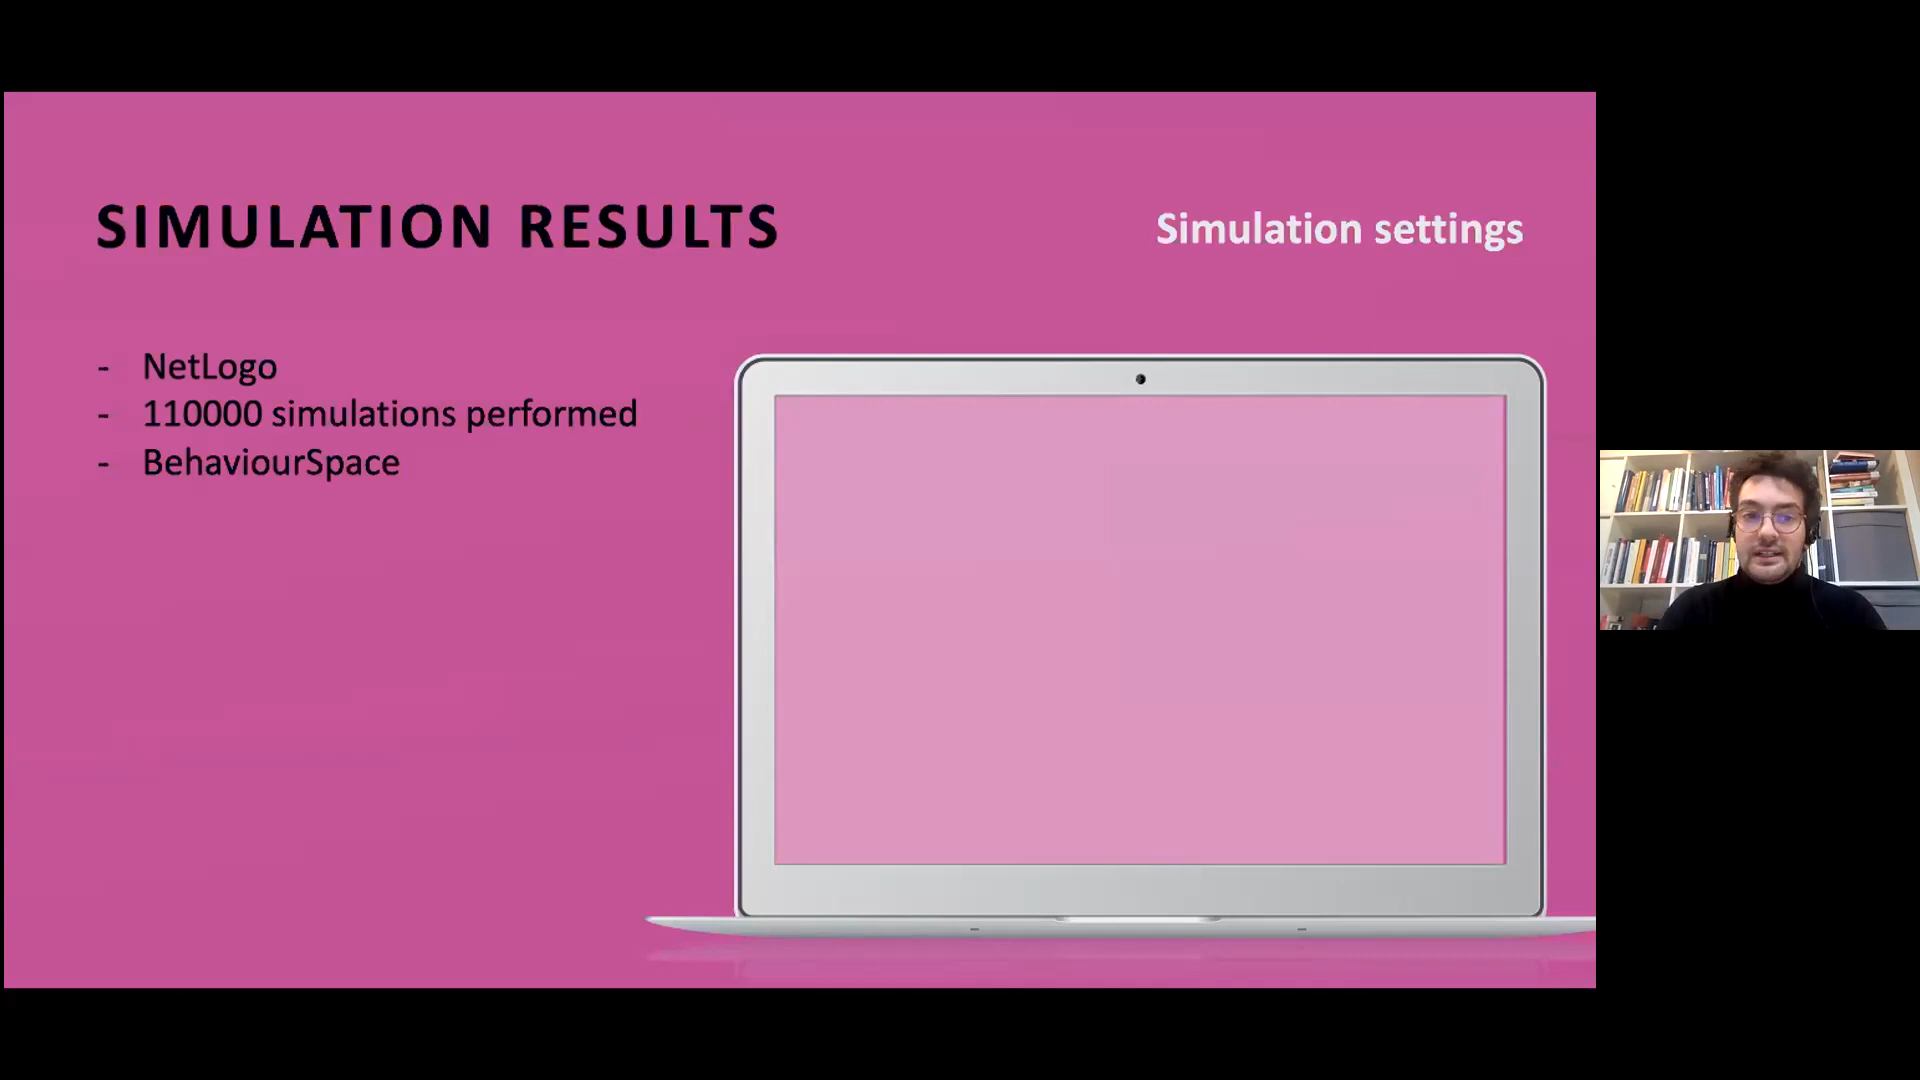 SIMULATION RESULTS
Simulation settings
- NetLogo
- 110000 simulations performed
- BehaviourSpace